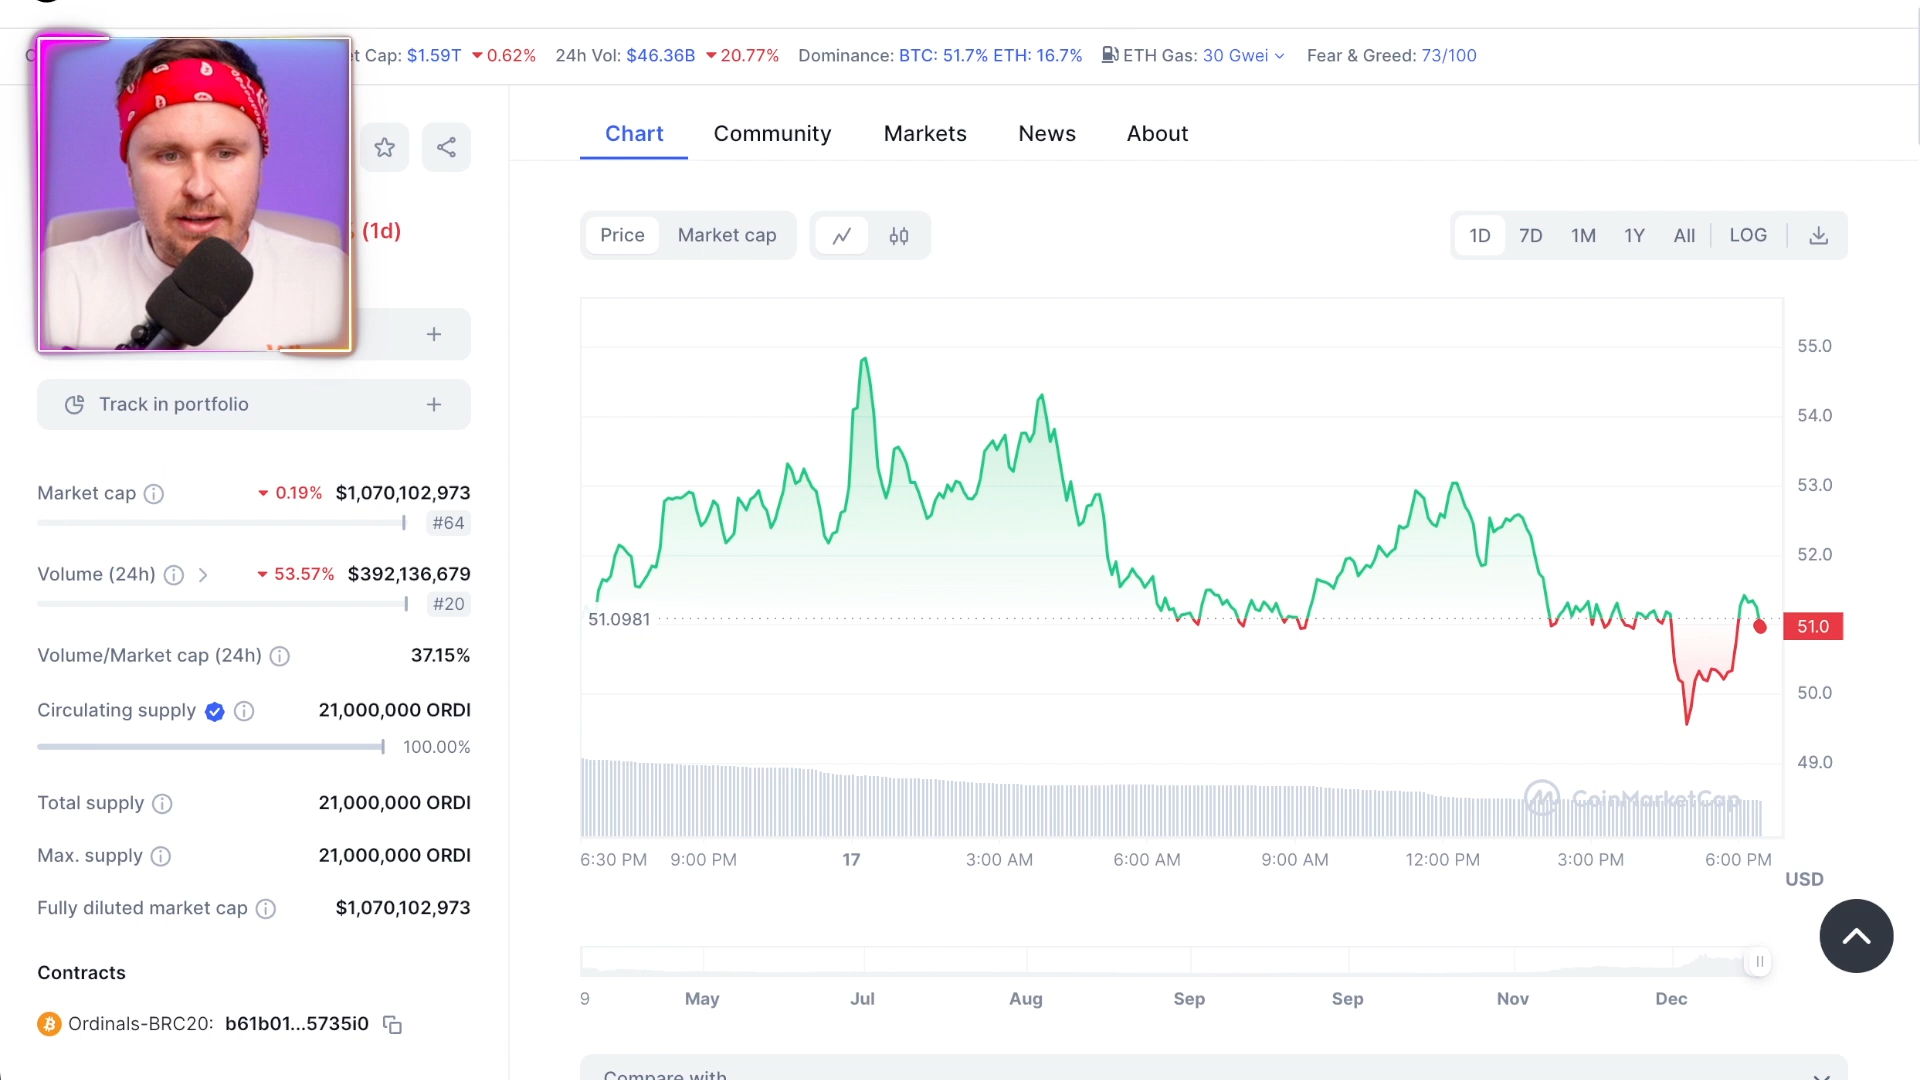 et Cap: $1.59T 0.62% 24h Vol: $46.36B 20.77% Dominance: BTC: 51.7% ETH: 16.7% ETH Gas: 30 Gwei Fear & Greed: 73/100
Chart Community Markets News About
(1d)
Price Market cap
1D 7D 1M 1Y All LOG
Track in portfolio
Market cap 0.19% $1,070,102,973
#64
Volume (24h) 53.57% $392,136,679
#20
Volume/Market cap (24h) 37.15%
Circulating supply 21,000,000 ORDI
100.00%
Total supply 21,000,000 ORDI
Max. supply 21,000,000 ORDI
Fully diluted market cap $1,070,102,973
Contracts
Ordinals-BRC20: b61b01...5735i0
55.0
54.0
53.0
52.0
51.0981
51.0
50.0
49.0
CoinMarketCap
6:30 PM 9:00 PM 17 3:00 AM 6:00 AM 9:00 AM 12:00 PM 3:00 PM 6:00 PM
USD
9 May Jul Aug Sep Sep Nov Dec
Compare with